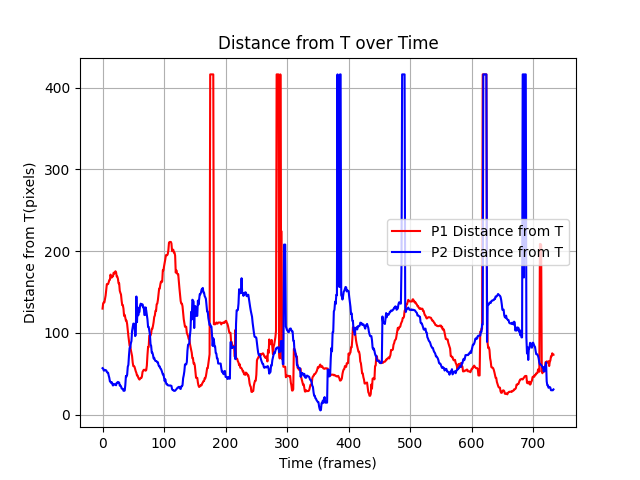 Distance from T over Time
Distance from T(pixels)
400
300
200
100
0
P1 Distance from T
P2 Distance from T
0 100 200 300 400 500 600 700
Time (frames)